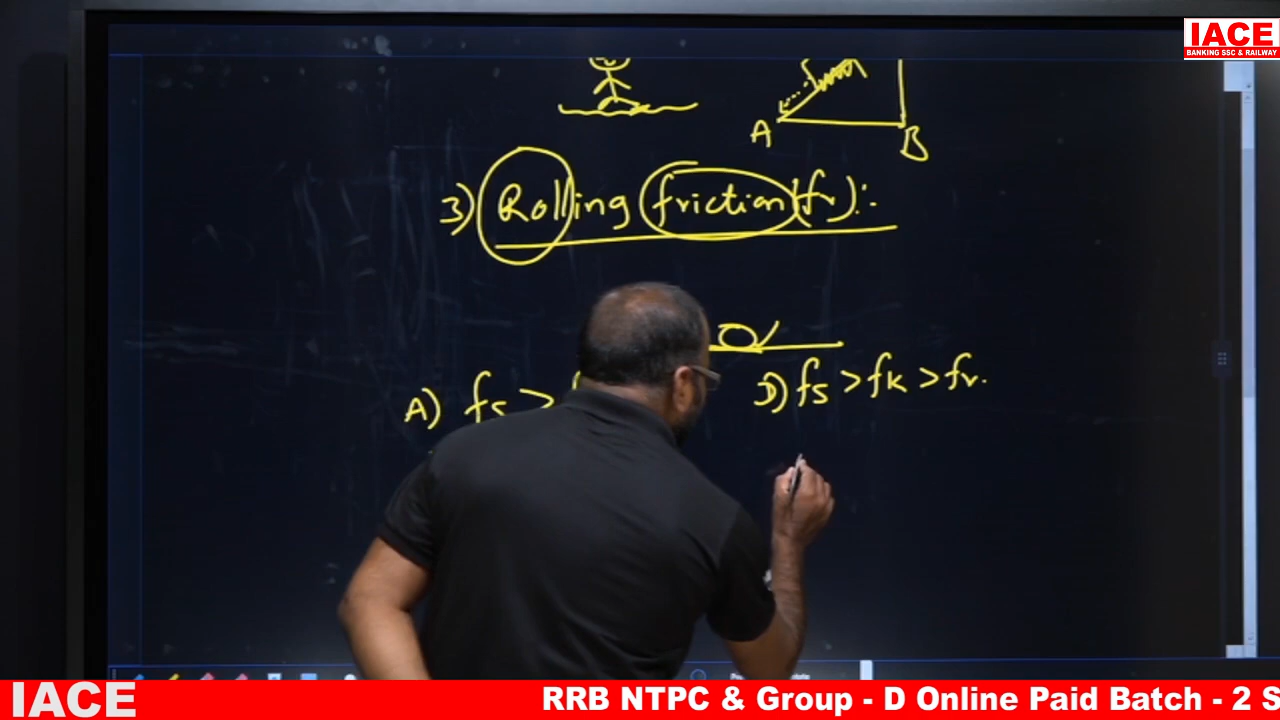 IACE
BANKING SSC & RAILWAY
A
B
3) Rolling friction (fr):-
A) fs >
D) fs > fk > fr.
IACE
RRB NTPC & Group - D Online Paid Batch - 2 S